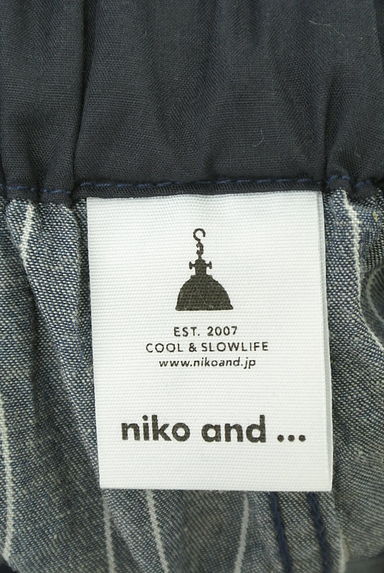 EST. 2007
COOL & SLOWLIFE
www.nikoand.jp
niko and ...